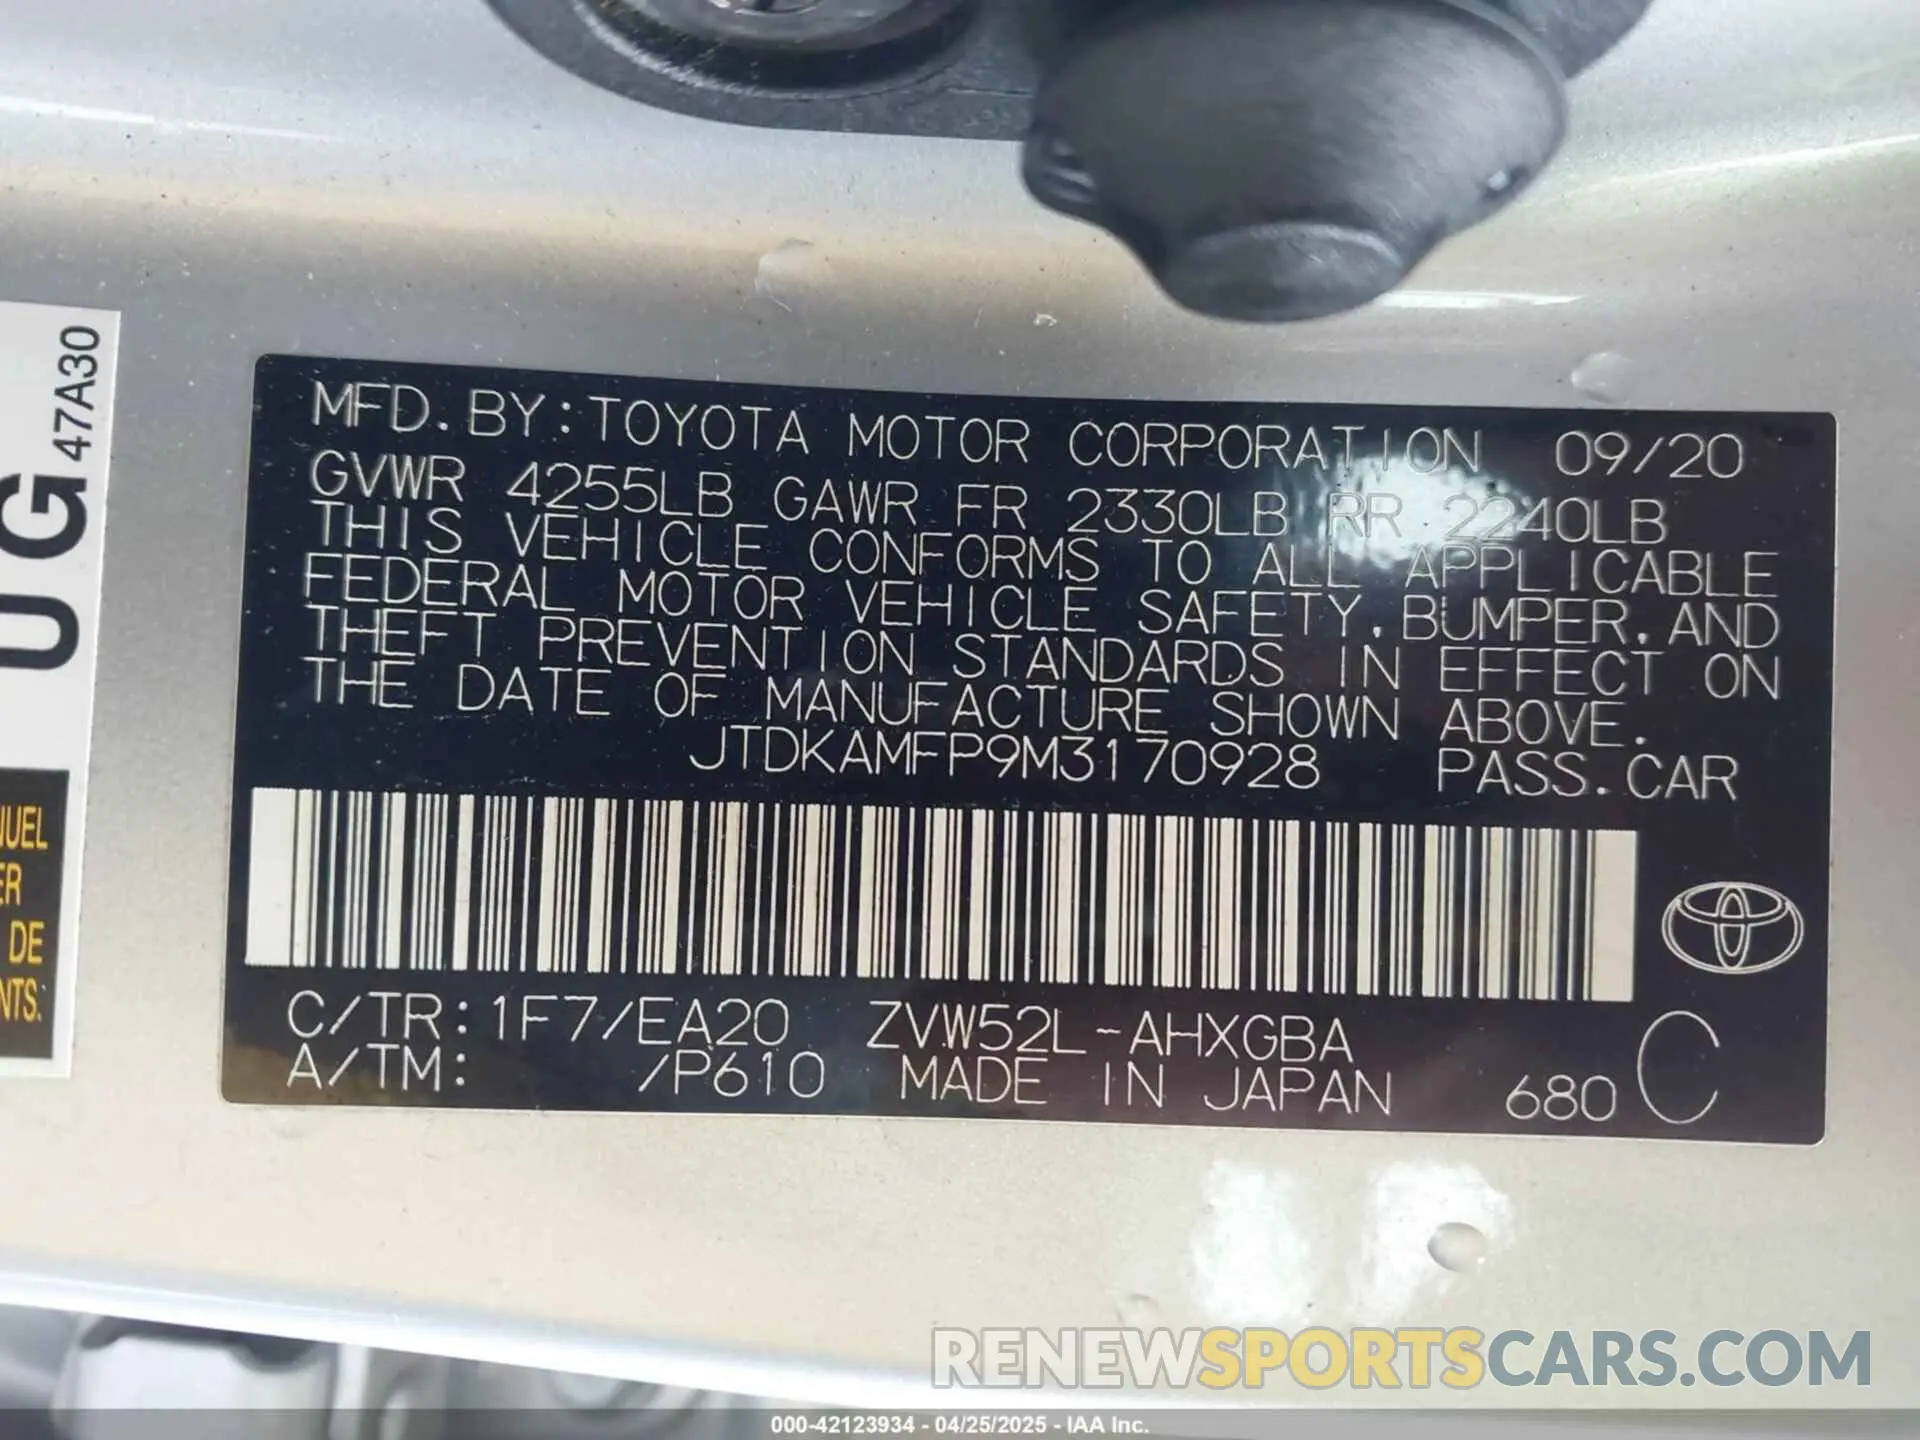 MFD. BY: TOYOTA MOTOR CORPORATION 09/20
GVWR 4255LB GAWR FR 2330LB RR 2240LB
THIS VEHICLE CONFORMS TO ALL APPLICABLE
FEDERAL MOTOR VEHICLE SAFETY, BUMPER, AND
THEFT PREVENTION STANDARDS IN EFFECT ON
THE DATE OF MANUFACTURE SHOWN ABOVE.
JTDKAMFP9M3170928 PASS. CAR
C/TR: 1F7/EA20 ZVW52L-AHXGBA
A/TM: /P610 MADE IN JAPAN 680 C
UG
47A30
NUEL
ER
DE
NTS.
RENEWSPORTSCARS.COM
000-42123934 - 04/25/2025 - IAA Inc.